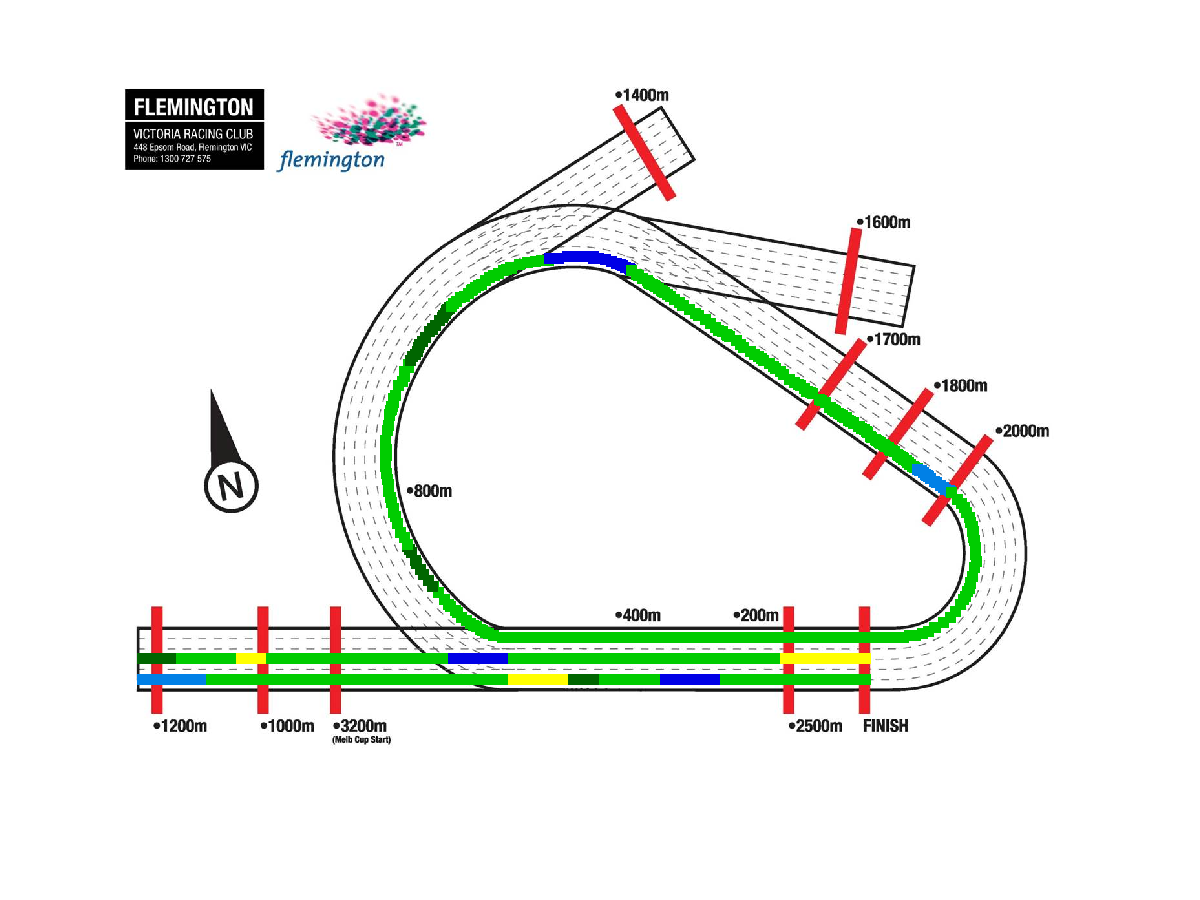 FLEMINGTON
VICTORIA RACING CLUB
448 Epsom Road, Flemington VIC
Phone: 1300 727 575
flemington
•1400m
•1600m
•1700m
•1800m
•2000m
N
•800m
•400m
•200m
•1200m
•1000m
•3200m
(Melb Cup Start)
•2500m
FINISH